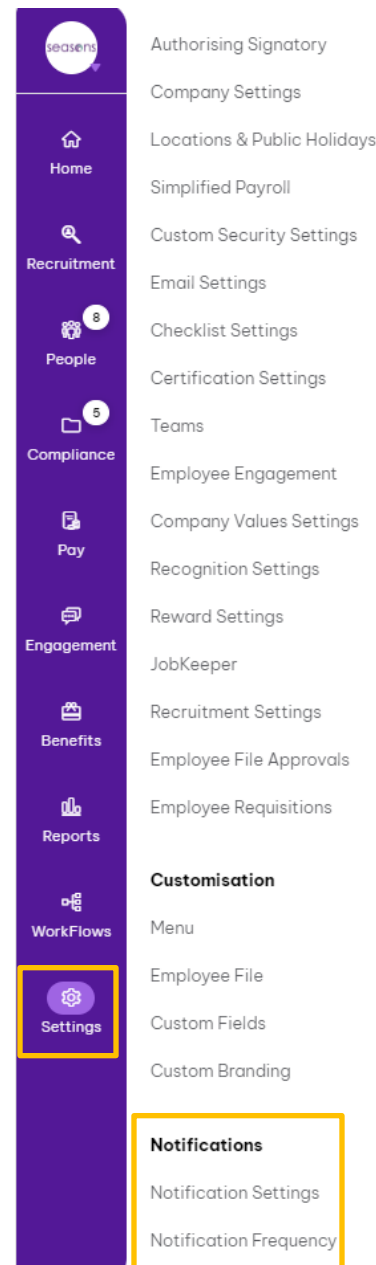 seasons
Home
Recruitment
8
People
5
Compliance
Pay
Engagement
Benefits
Reports
WorkFlows
Settings
Authorising Signatory
Company Settings
Locations & Public Holidays
Simplified Payroll
Custom Security Settings
Email Settings
Checklist Settings
Certification Settings
Teams
Employee Engagement
Company Values Settings
Recognition Settings
Reward Settings
JobKeeper
Recruitment Settings
Employee File Approvals
Employee Requisitions
Customisation
Menu
Employee File
Custom Fields
Custom Branding
Notifications
Notification Settings
Notification Frequency